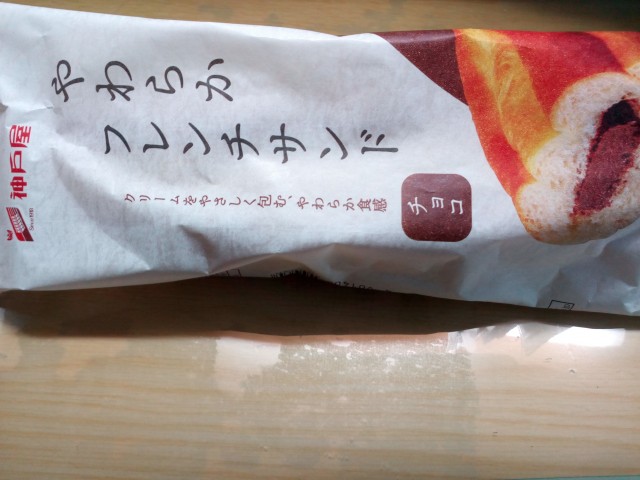 神戸屋
やわらか
フレンチサンド
クリームをやさしく包む、やわらか食感
チョコ